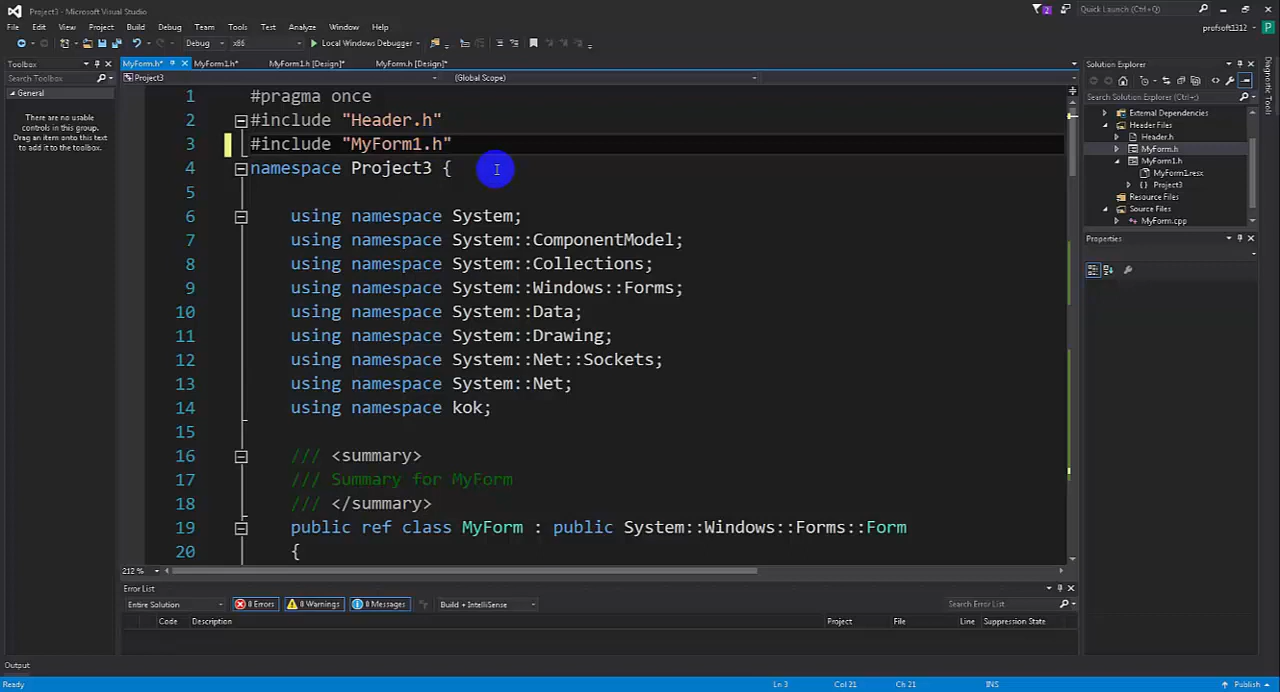 Project3 - Microsoft Visual Studio
2
Quick Launch (Ctrl+Q)
File Edit View Project Build Debug Team Tools Test Analyze Window Help
profsoft1312 P
Debug x86 Local Windows Debugger
Toolbox
Search Toolbox
General
There are no usable
controls in this group.
Drag an item onto this text
to add it to the toolbox.
MyForm.h* MyForm1.h* MyForm1.h [Design]* MyForm.h [Design]*
Project3 (Global Scope)
1 #pragma once
2 #include "Header.h"
3 #include "MyForm1.h"
4 namespace Project3 {
5
6 using namespace System;
7 using namespace System::ComponentModel;
8 using namespace System::Collections;
9 using namespace System::Windows::Forms;
10 using namespace System::Data;
11 using namespace System::Drawing;
12 using namespace System::Net::Sockets;
13 using namespace System::Net;
14 using namespace kok;
15
16 /// <summary>
17 /// Summary for MyForm
18 /// </summary>
19 public ref class MyForm : public System::Windows::Forms::Form
20 {
212 %
Error List
Entire Solution 0 Errors 0 Warnings 0 Messages Build + IntelliSense Search Error List
Code Description Project File Line Suppression State
Output
Ready Ln 3 Col 21 Ch 21 INS Publish
Solution Explorer
Search Solution Explorer (Ctrl+;)
External Dependencies
Header Files
Header.h
MyForm.h
MyForm1.h
MyForm1.resx
{ } Project3
Resource Files
Source Files
MyForm.cpp
Properties
Diagnostic Tools